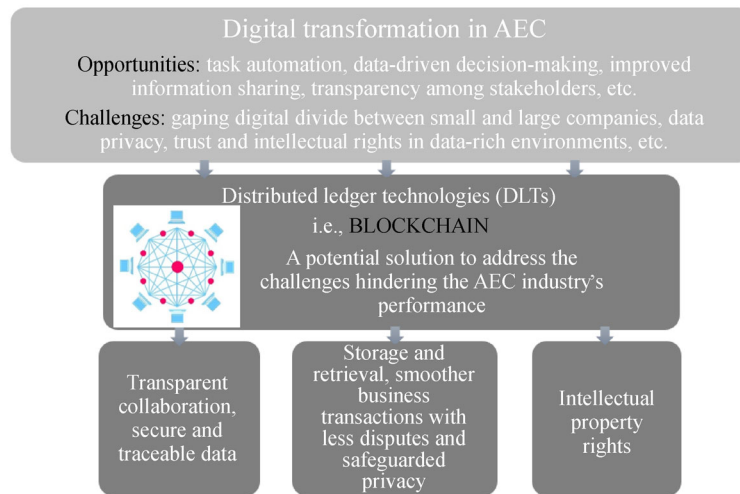 Digital transformation in AEC
Opportunities: task automation, data-driven decision-making, improved
information sharing, transparency among stakeholders, etc.
Challenges: gaping digital divide between small and large companies, data
privacy, trust and intellectual rights in data-rich environments, etc.
Distributed ledger technologies (DLTs)
i.e., BLOCKCHAIN
A potential solution to address the
challenges hindering the AEC industry's
performance
Transparent
collaboration,
secure and
traceable data
Storage and
retrieval, smoother
business
transactions with
less disputes and
safeguarded
privacy
Intellectual
property
rights